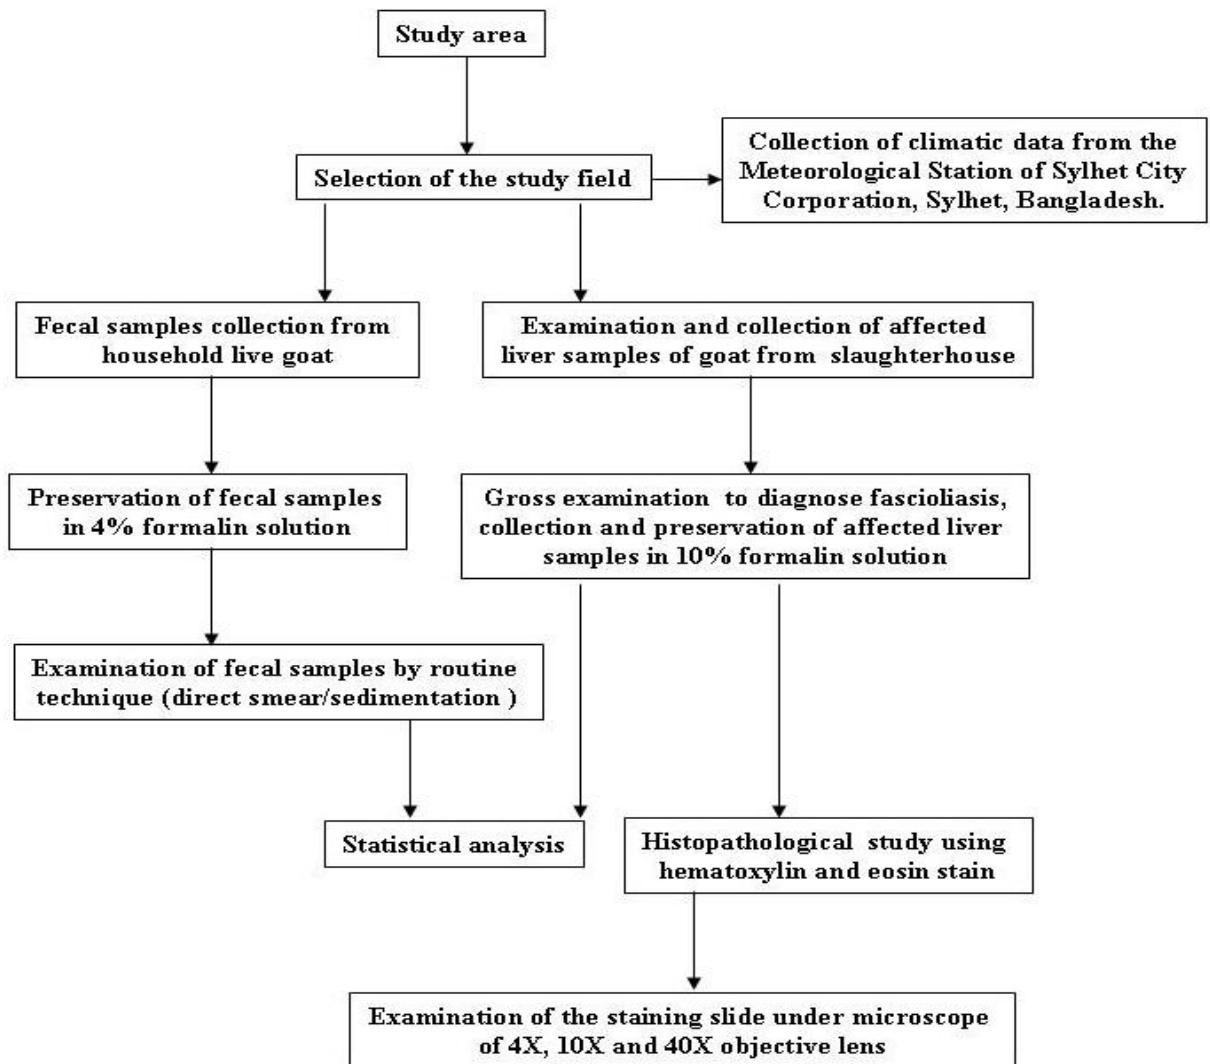 Study area
Collection of climatic data from the
Meteorological Station of Sylhet City
Corporation, Sylhet, Bangladesh.
Selection of the study field
Fecal samples collection from
household live goat
Examination and collection of affected
liver samples of goat from slaughterhouse
Preservation of fecal samples
in 4% formalin solution
Gross examination to diagnose fascioliasis,
collection and preservation of affected liver
samples in 10% formalin solution
Examination of fecal samples by routine
technique (direct smear/sedimentation )
Statistical analysis
Histopathological study using
hematoxylin and eosin stain
Examination of the staining slide under microscope
of 4X, 10X and 40X objective lens